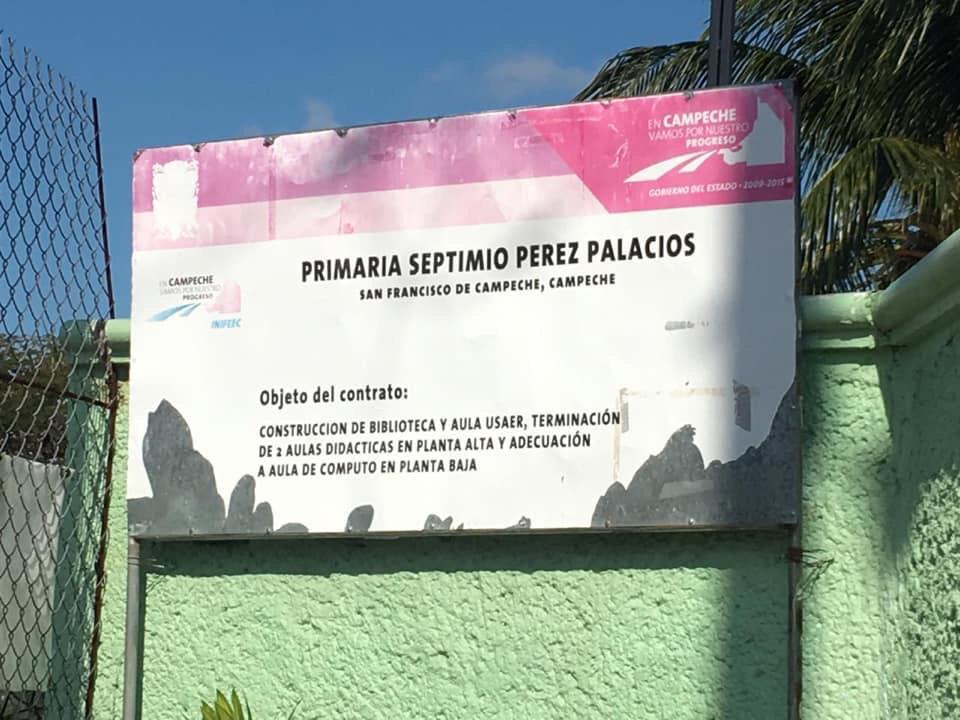 EN CAMPECHE
VAMOS POR NUESTRO
PROGRESO
GOBIERNO DEL ESTADO • 2009-2015
PRIMARIA SEPTIMIO PEREZ PALACIOS
SAN FRANCISCO DE CAMPECHE, CAMPECHE
EN CAMPECHE
VAMOS POR NUESTRO
PROGRESO
INIFEEC
Objeto del contrato:
CONSTRUCCION DE BIBLIOTECA Y AULA USAER, TERMINACIÓN
DE 2 AULAS DIDACTICAS EN PLANTA ALTA Y ADECUACIÓN
A AULA DE COMPUTO EN PLANTA BAJA